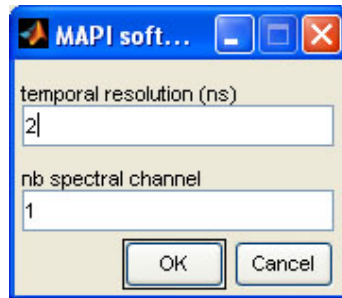 MAPI soft...
temporal resolution (ns)
2
nb spectral channel
1
OK
Cancel